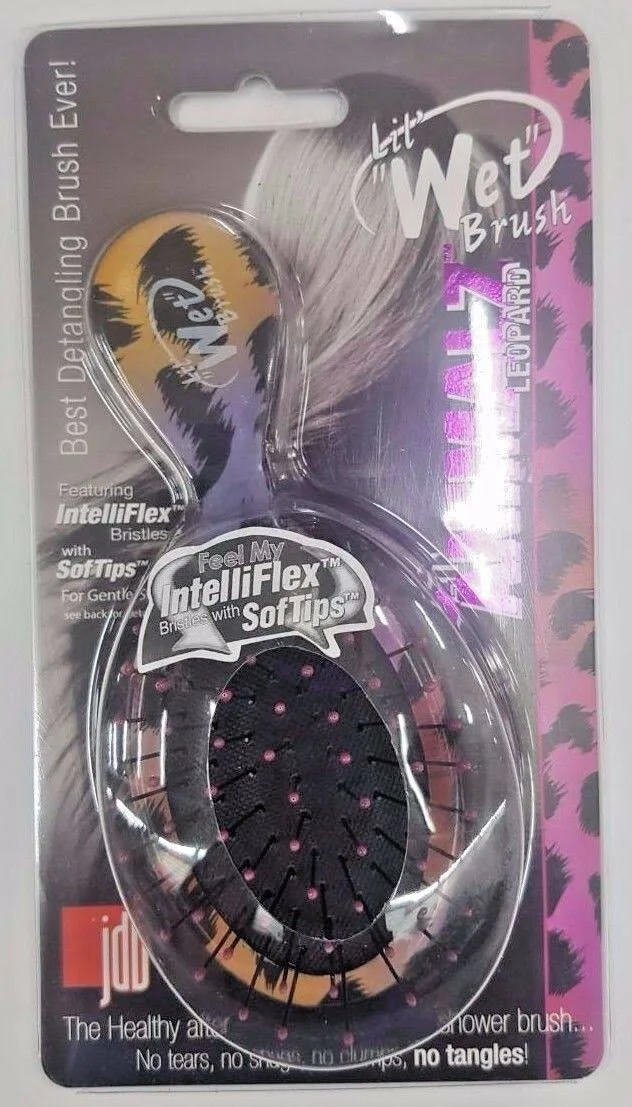 Best Detangling Brush Ever!
Lil'
"Wet"
Brush
ANIMALZ
LEOPARD
Lil'
"Wet"
Brush
Featuring
IntelliFlex™
Bristles
with
SofTips™
For Gentle
see back for
Feel My
IntelliFlex™
Bristles with SofTips™
jdb
The Healthy after shower brush...
No tears, no snags, no clumps, no tangles!